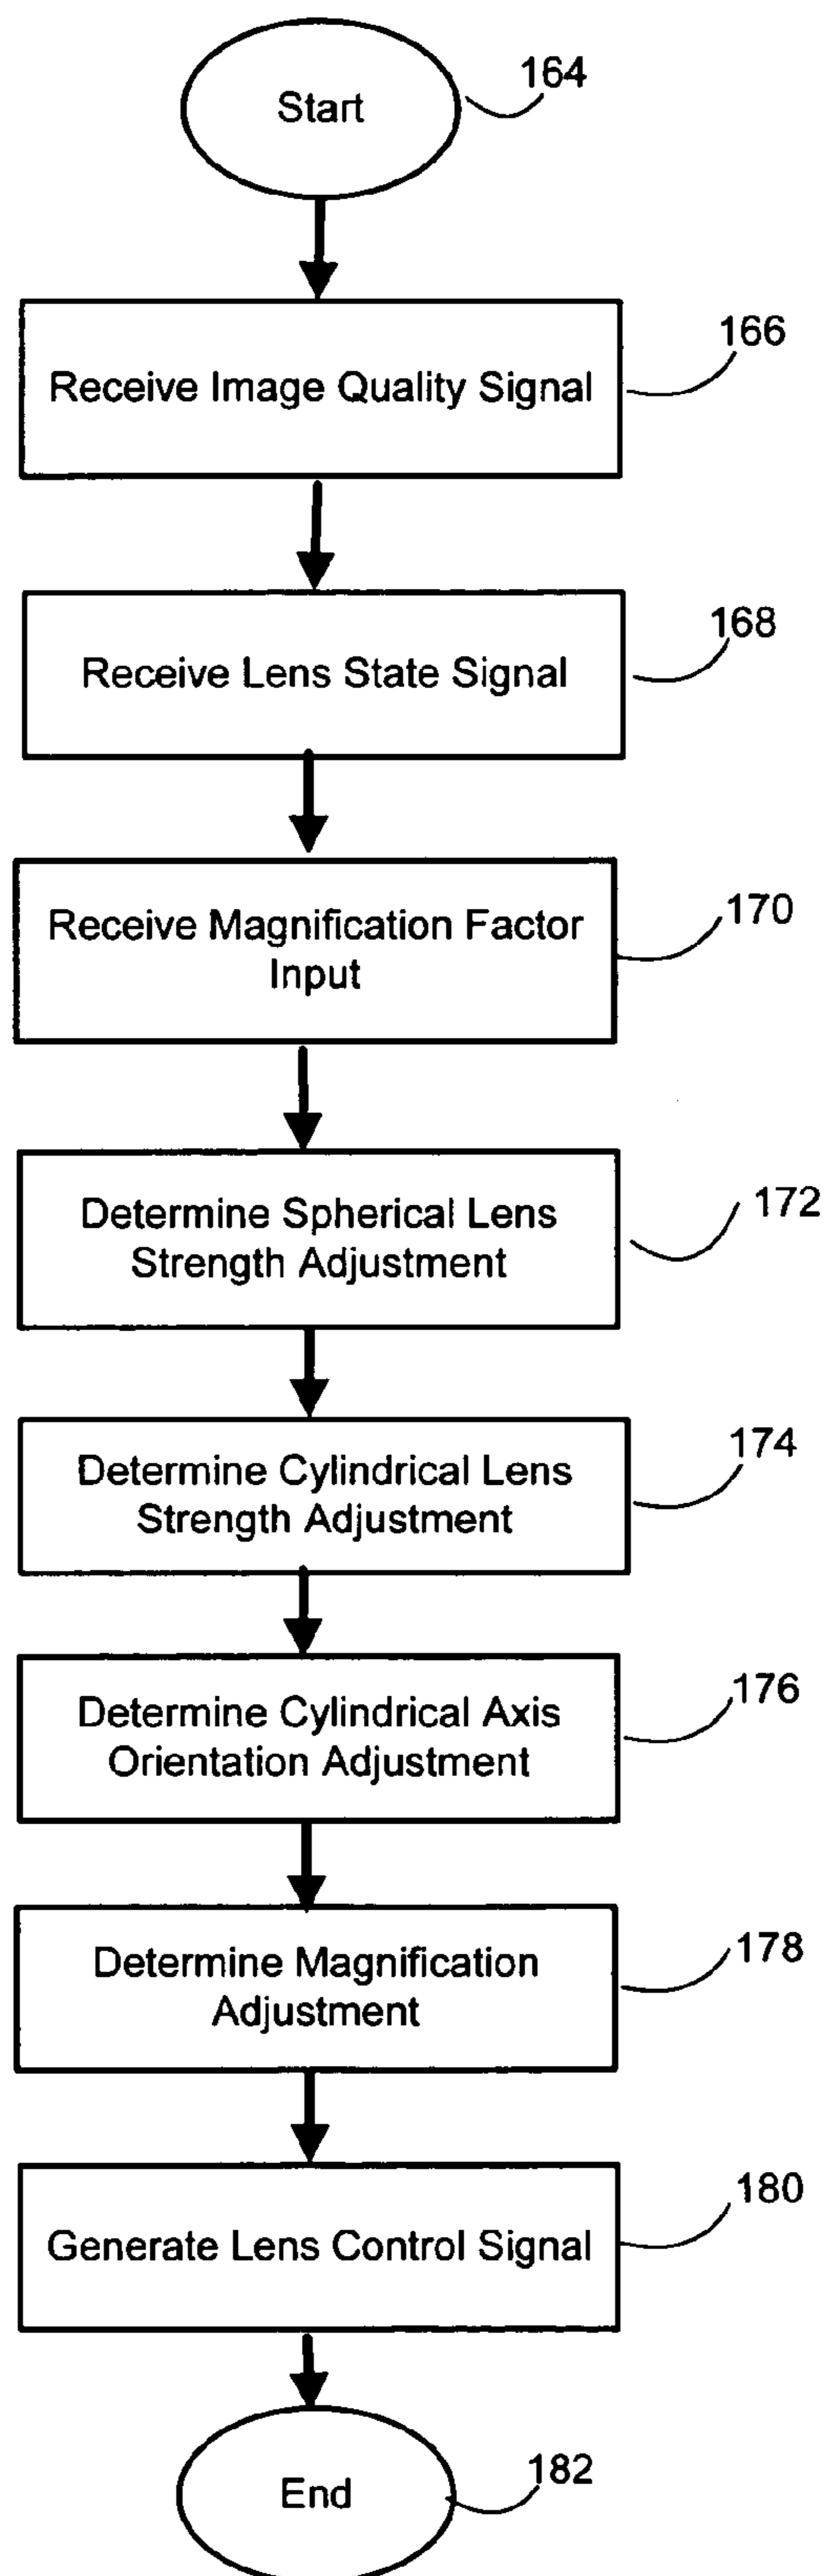 Start
164
Receive Image Quality Signal
166
Receive Lens State Signal
168
Receive Magnification Factor
Input
170
Determine Spherical Lens
Strength Adjustment
172
Determine Cylindrical Lens
Strength Adjustment
174
Determine Cylindrical Axis
Orientation Adjustment
176
Determine Magnification
Adjustment
178
Generate Lens Control Signal
180
End
182